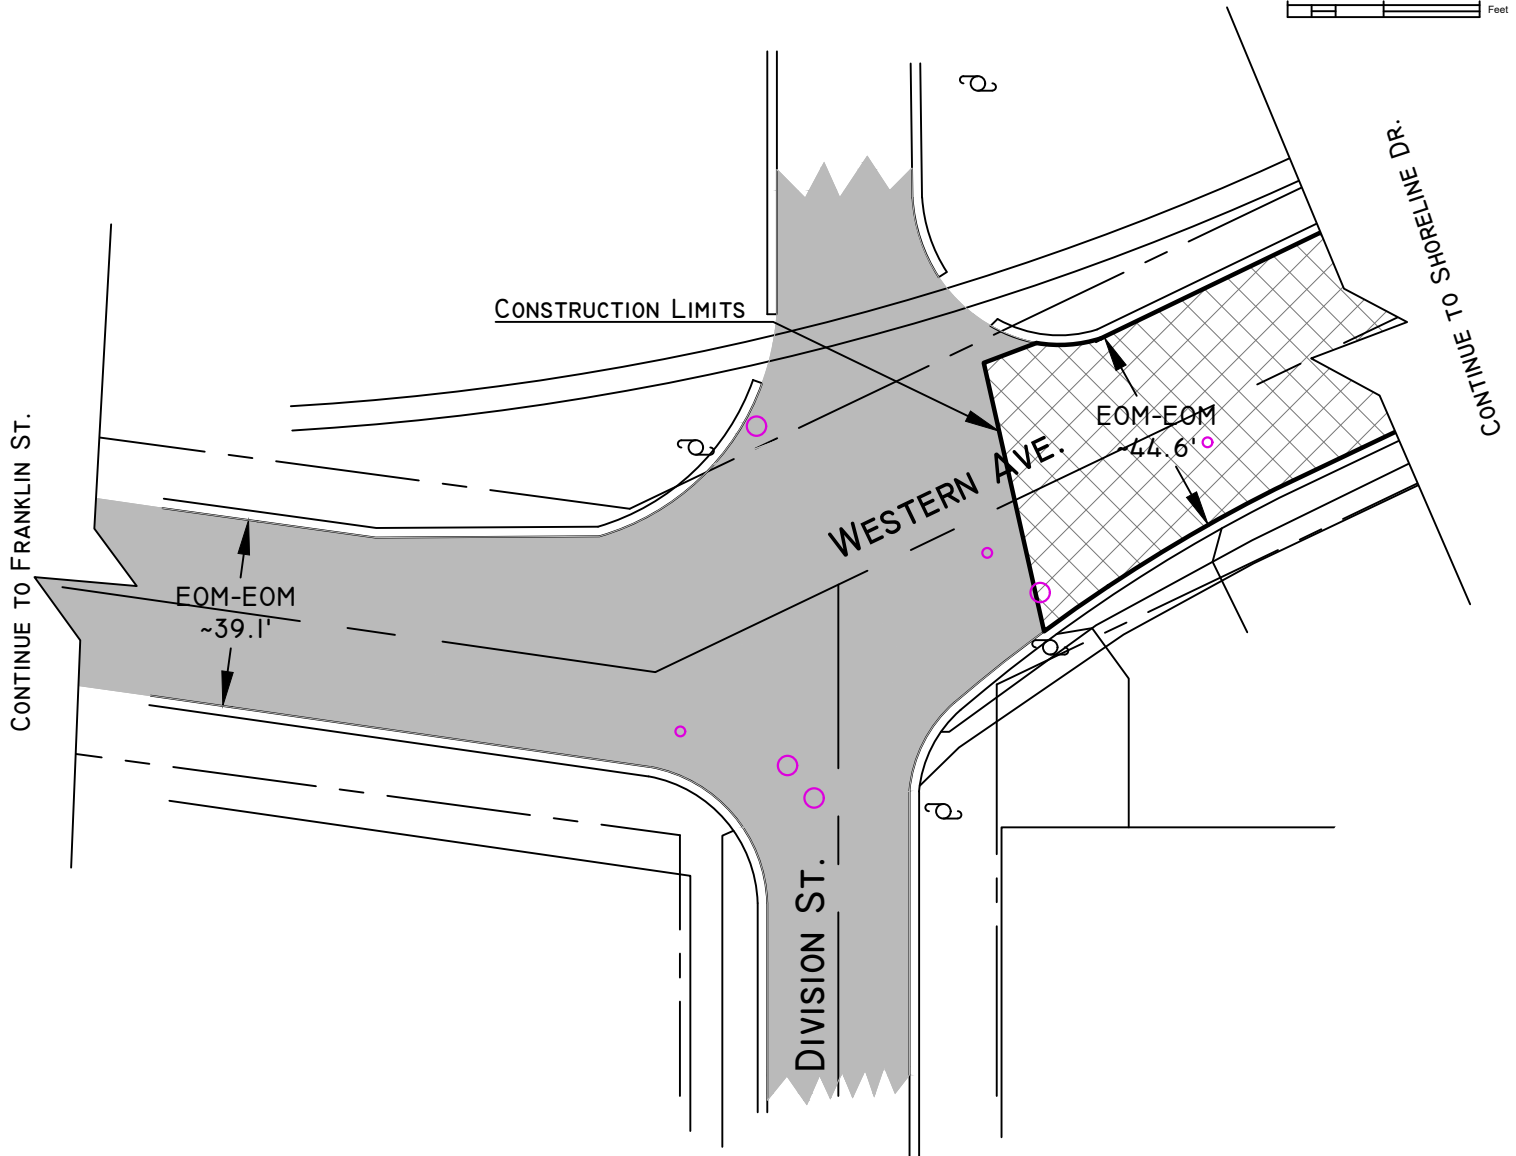 Feet
CONTINUE TO SHORELINE DR.
CONSTRUCTION LIMITS
EOM-EOM
~44.6'
WESTERN AVE.
CONTINUE TO FRANKLIN ST.
EOM-EOM
~39.1'
DIVISION ST.